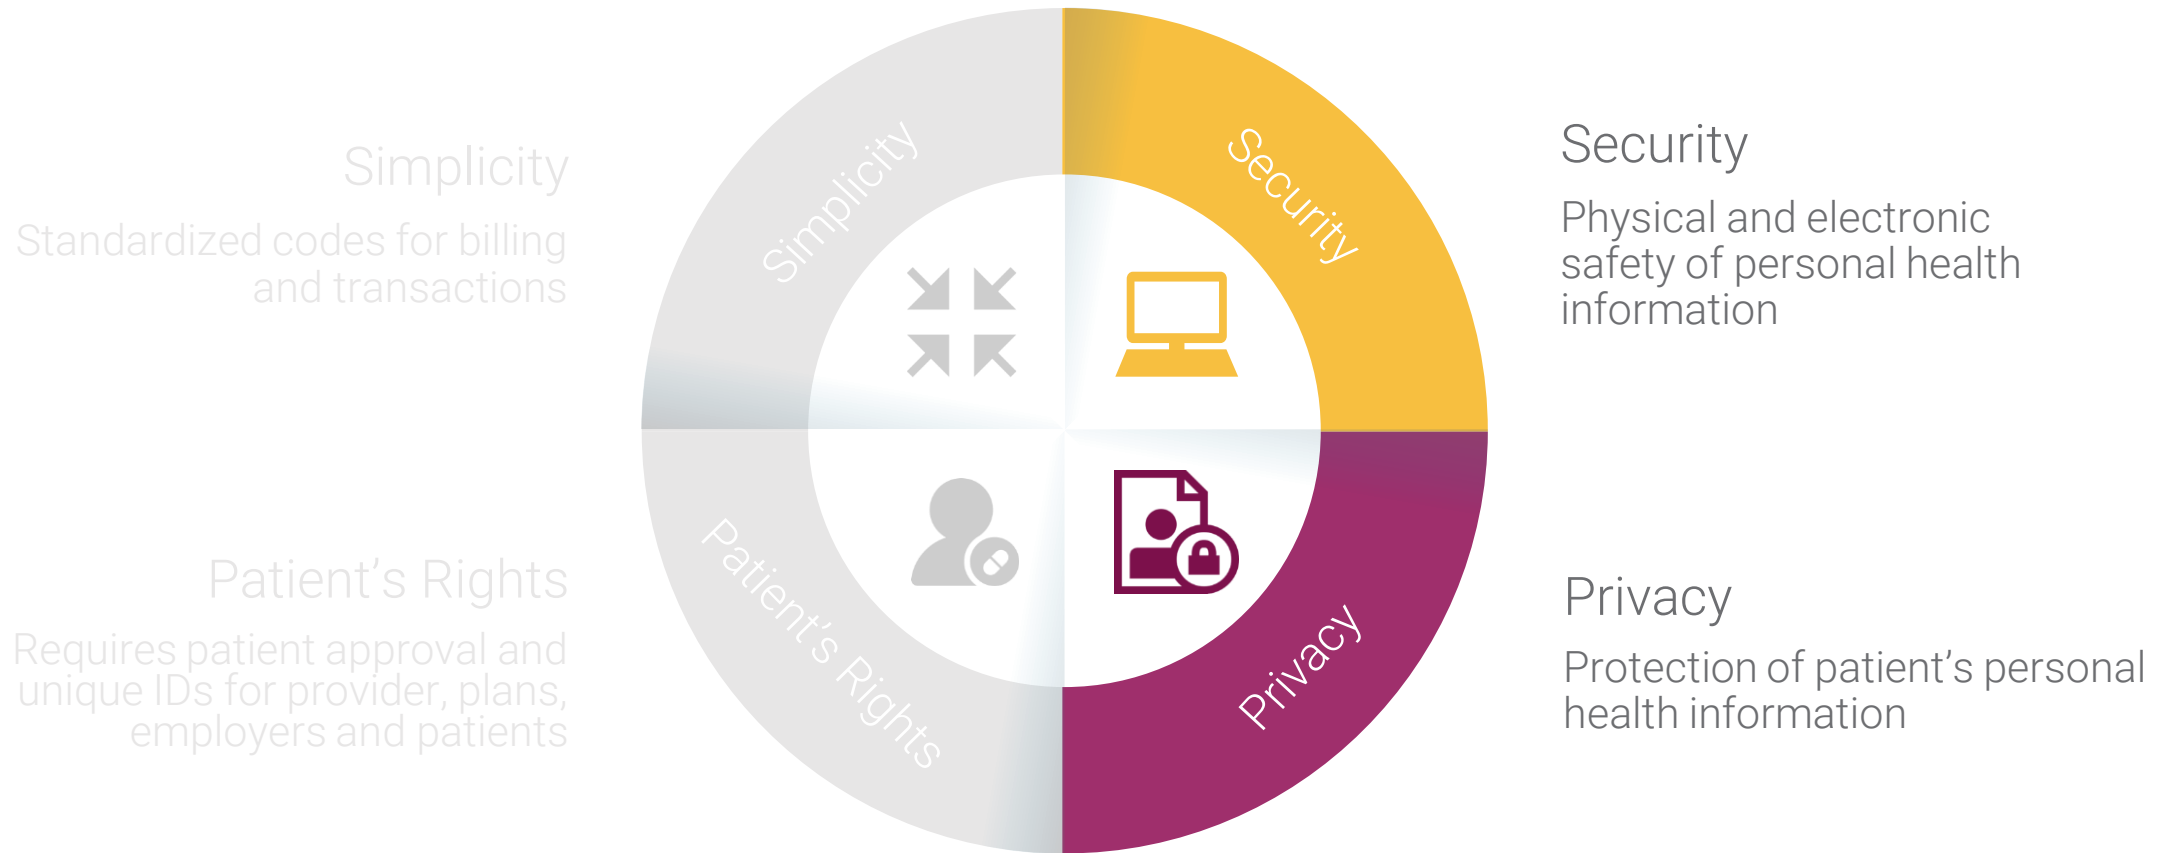 Simplicity
Standardized codes for billing
and transactions
Patient's Rights
Requires patient approval and
unique IDs for provider, plans,
employers and patients
Simplicity
Security
Patient's Rights
Privacy
Security
Physical and electronic
safety of personal health
information
Privacy
Protection of patient's personal
health information